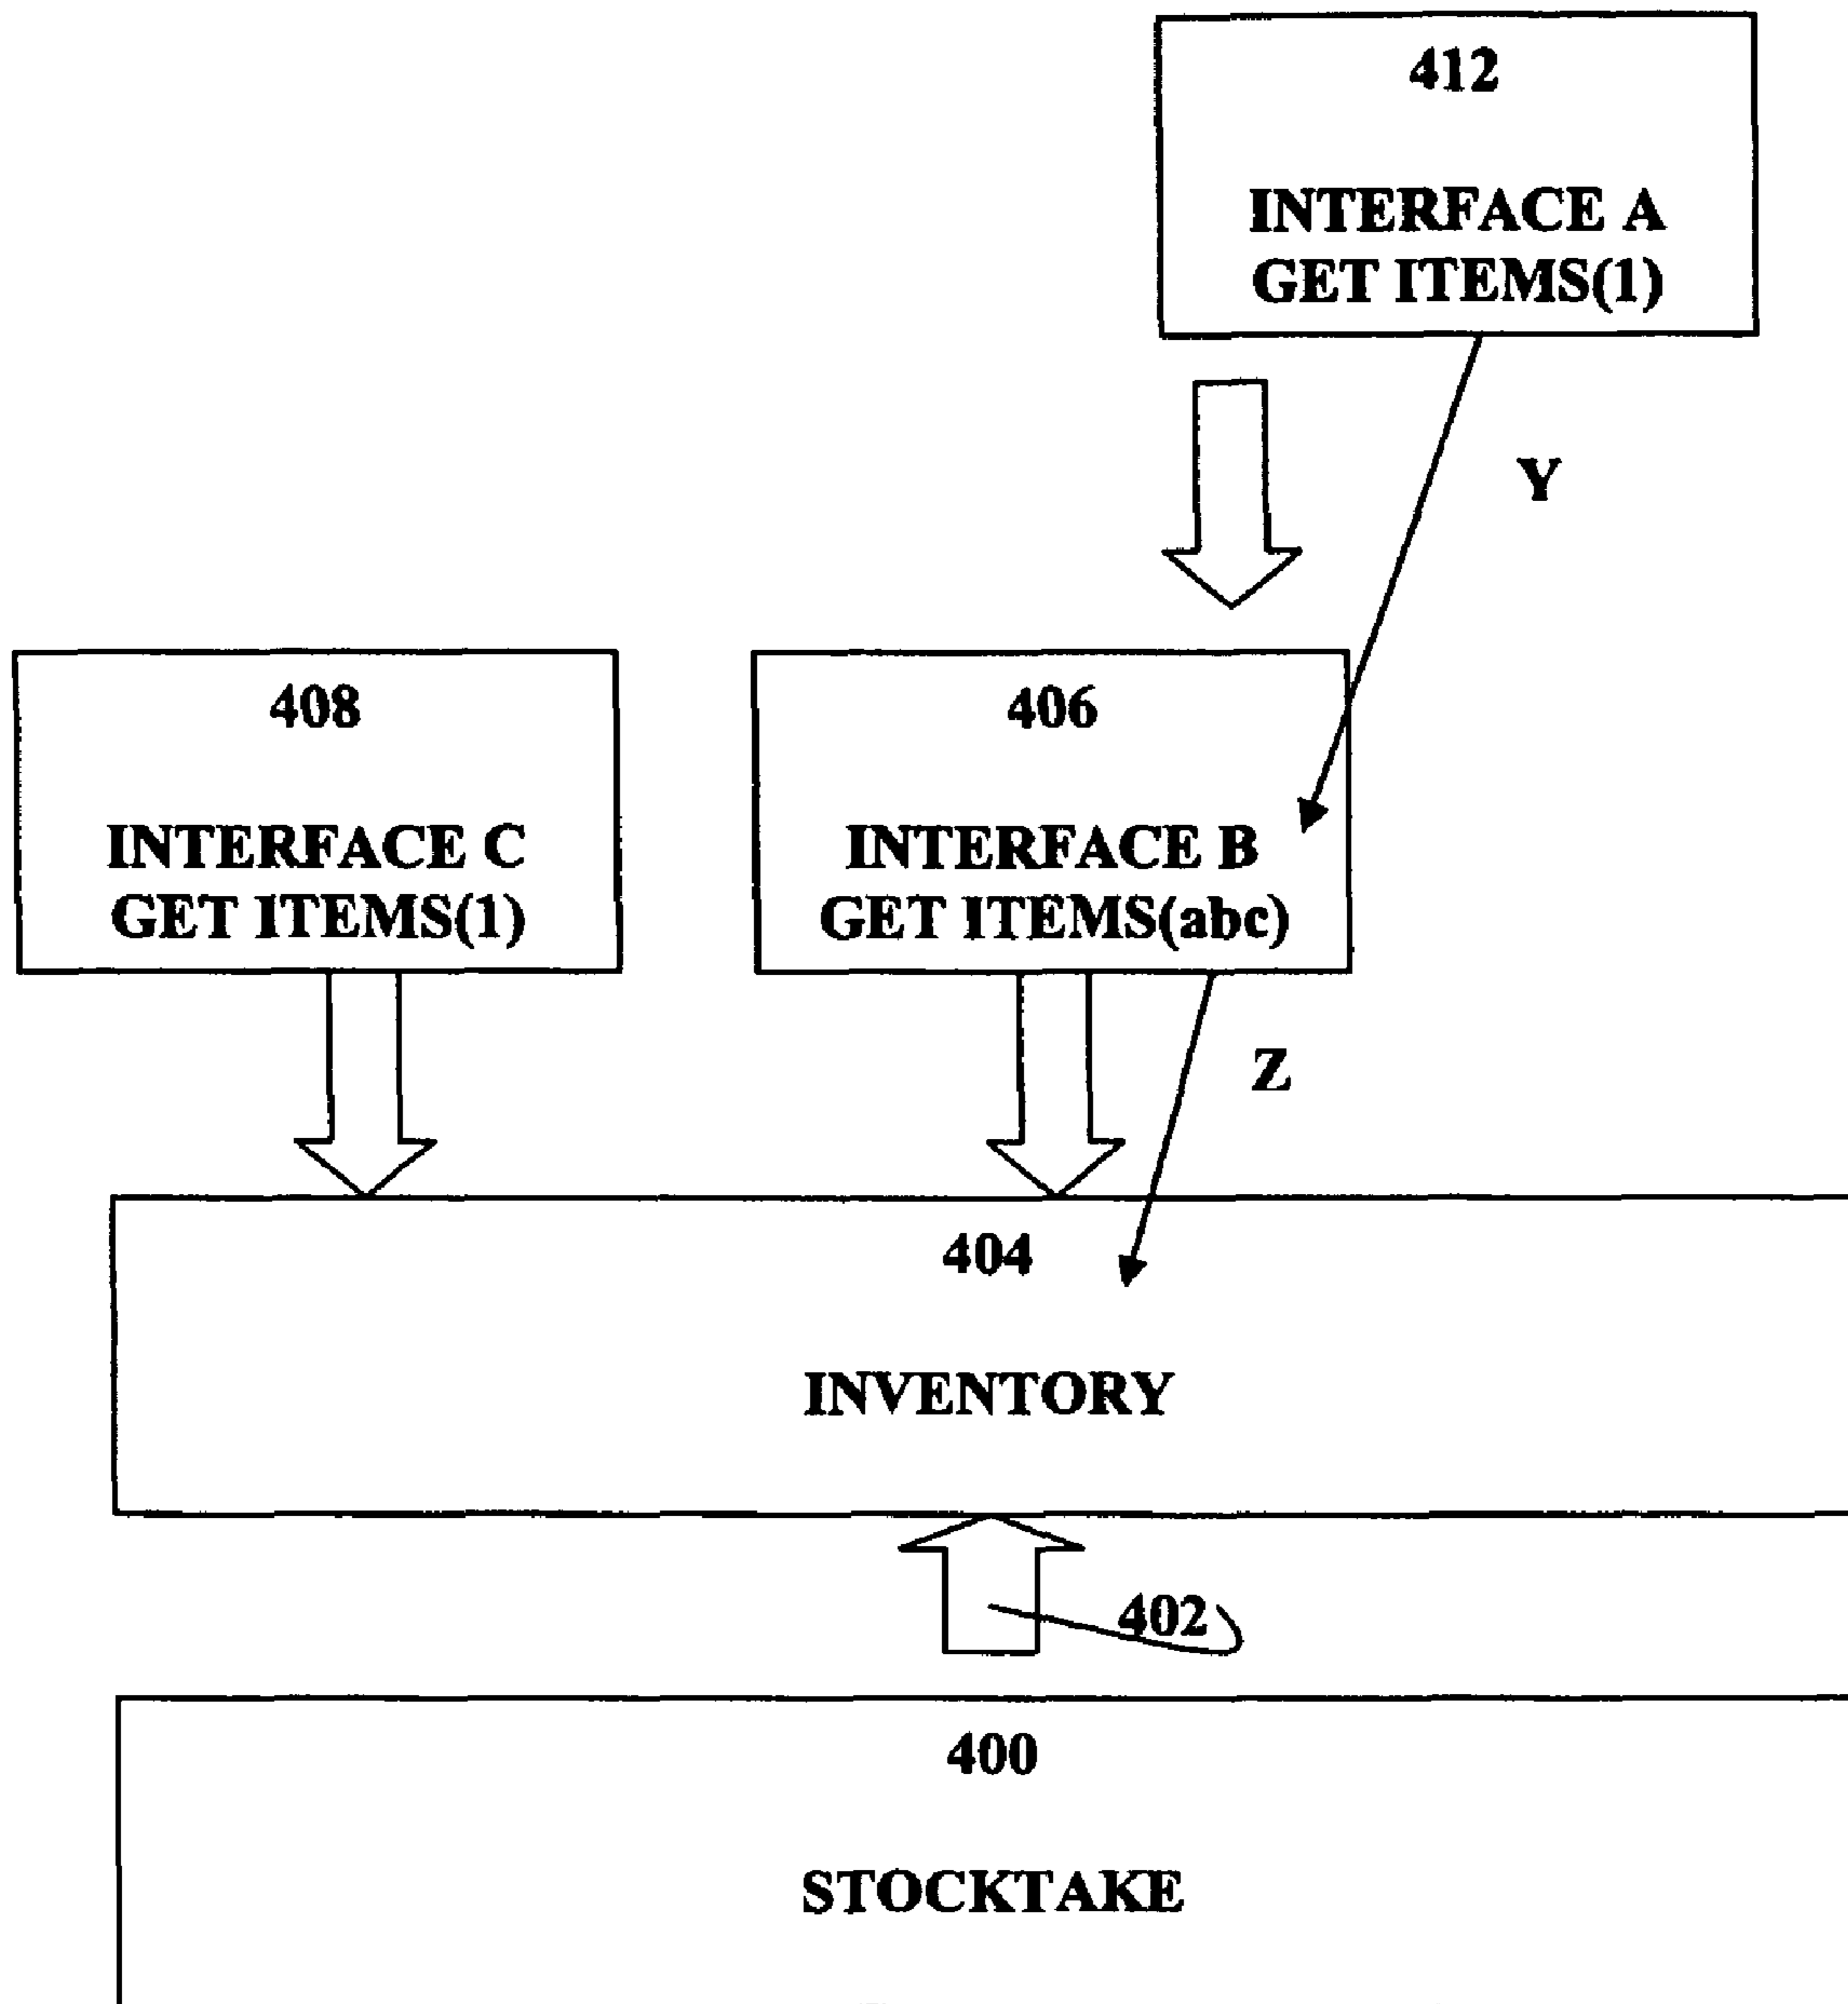 412
INTERFACE A
GET ITEMS(1)
Y
408
INTERFACE C
GET ITEMS(1)
406
INTERFACE B
GET ITEMS(abc)
Z
404
INVENTORY
402
400
STOCKTAKE